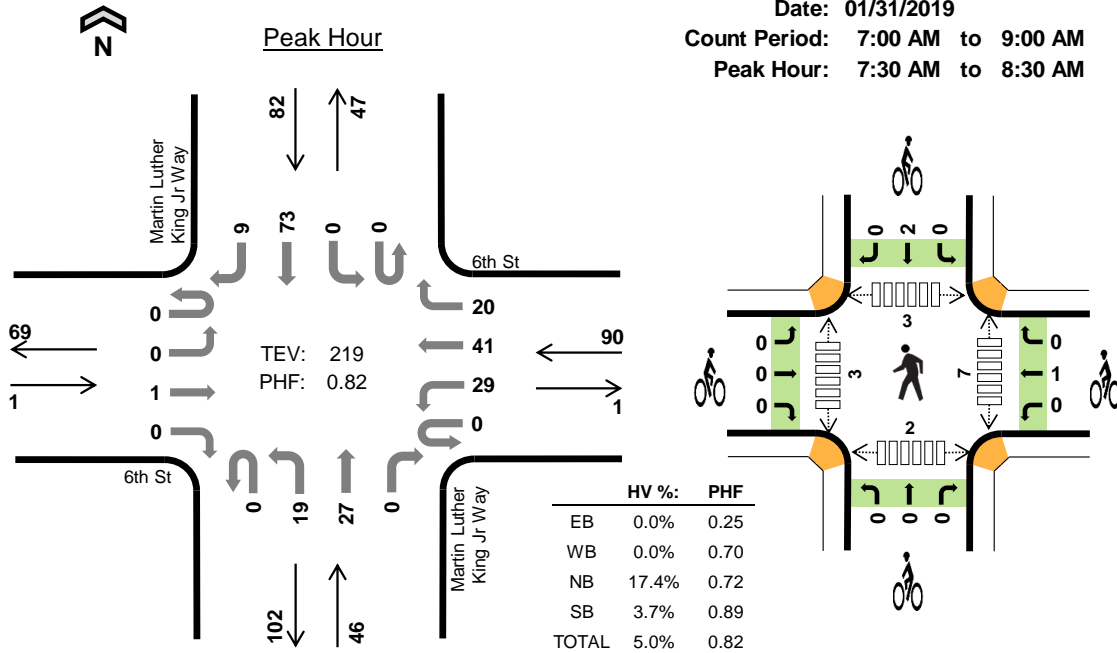 N
Peak Hour
Date: 01/31/2019
Count Period: 7:00 AM to 9:00 AM
Peak Hour: 7:30 AM to 8:30 AM
82
47
Martin Luther
King Jr Way
9
73
0
0
6th St
0
20
69
0
TEV: 219
41
90
1
1
PHF: 0.82
29
1
0
0
6th St
0
19
27
0
Martin Luther
King Jr Way
102
46
HV %: PHF
EB 0.0% 0.25
WB 0.0% 0.70
NB 17.4% 0.72
SB 3.7% 0.89
TOTAL 5.0% 0.82
0
2
0
3
0
0
0
3
7
0
1
0
2
0
0
0